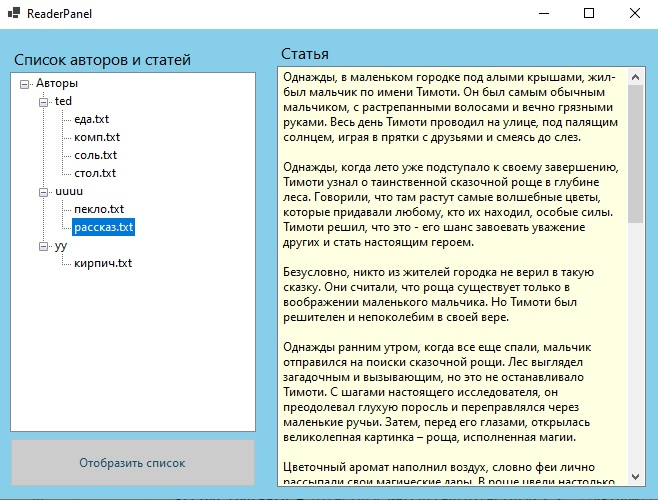 ReaderPanel
Список авторов и статей
Авторы
ted
еда.txt
комп.txt
соль.txt
стол.txt
uuuu
пекло.txt
рассказ.txt
yy
кирпич.txt
Отобразить список
Статья
Однажды, в маленьком городке под алыми крышами, жил-
был мальчик по имени Тимоти. Он был самым обычным
мальчиком, с растрепанными волосами и вечно грязными
руками. Весь день Тимоти проводил на улице, под палящим
солнцем, играя в прятки с друзьями и смеясь до слез.
Однажды, когда лето уже подступало к своему завершению,
Тимоти узнал о таинственной сказочной роще в глубине
леса. Говорили, что там растут самые волшебные цветы,
которые придавали любому, кто их находил, особые силы.
Тимоти решил, что это - его шанс завоевать уважение
других и стать настоящим героем.
Безусловно, никто из жителей городка не верил в такую
сказку. Они считали, что роща существует только в
воображении маленького мальчика. Но Тимоти был
решителен и непоколебим в своей вере.
Однажды ранним утром, когда все еще спали, мальчик
отправился на поиски сказочной рощи. Лес выглядел
загадочным и вызывающим, но это не останавливало
Тимоти. С шагами настоящего исследователя, он
преодолевал глухую поросль и переправлялся через
маленькие ручьи. Затем, перед его глазами, открылась
великолепная картинка – роща, исполненная магии.
Цветочный аромат наполнил воздух, словно феи лично
рассыпали свои магические дары. В роще цвели настолько